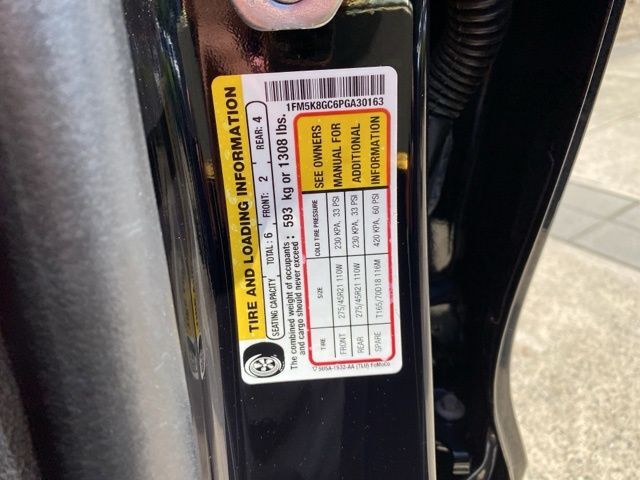 1FM5K8GC6PGA30163
TIRE AND LOADING INFORMATION
SEATING CAPACITY TOTAL: 6 FRONT: 2 REAR: 4
The combined weight of occupants and cargo should never exceed: 593 kg or 1308 lbs.
TIRE SIZE COLD TIRE PRESSURE SEE OWNERS
FRONT 275/45R21 110W 230 KPA, 33 PSI MANUAL FOR
REAR 275/45R21 110W 230 KPA, 33 PSI ADDITIONAL
SPARE T165/70D18 116M 420 KPA, 60 PSI INFORMATION
(TLU) FoMoCo